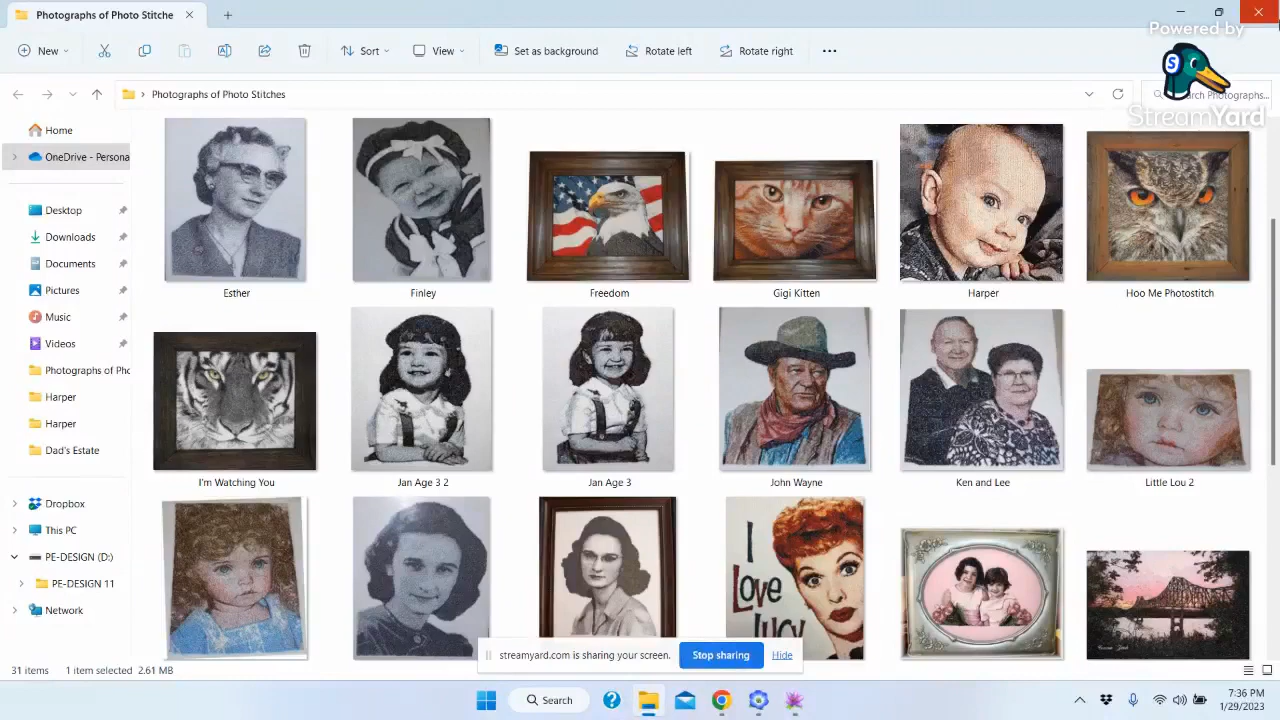 Photographs of Photo Stitche
Powered by
StreamYard
New
Sort
View
Set as background
Rotate left
Rotate right
Photographs of Photo Stitches
arch Photographs...
Home
OneDrive - Persona
Desktop
Downloads
Documents
Pictures
Music
Videos
Photographs of Pho
Harper
Harper
Dad's Estate
Dropbox
This PC
PE-DESIGN (D:)
PE-DESIGN 11
Network
Esther
Finley
Freedom
Gigi Kitten
Harper
Hoo Me Photostitch
I'm Watching You
Jan Age 3 2
Jan Age 3
John Wayne
Ken and Lee
Little Lou 2
I
Love
Lucy
streamyard.com is sharing your screen.
Stop sharing
Hide
31 items
1 item selected 2.61 MB
Search
7:36 PM
1/29/2023